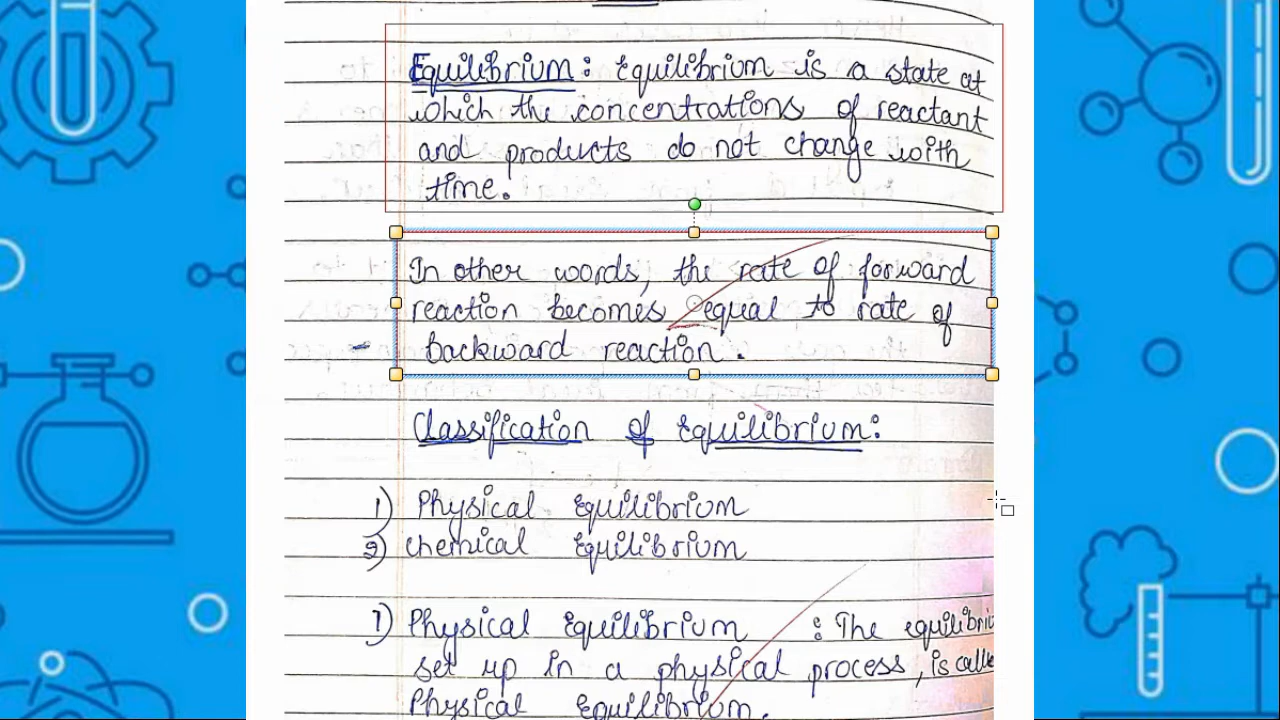 Equilibrium: Equilibrium is a state at
which the concentrations of reactant
and products do not change with
time.
In other words, the rate of forward
reaction becomes equal to rate of
backward reaction.
Classification of Equilibrium:
1) Physical Equilibrium
2) chemical Equilibrium
1) Physical Equilibrium : The equilibri
set up in a physical process, is calle
Physical Equilibrium.